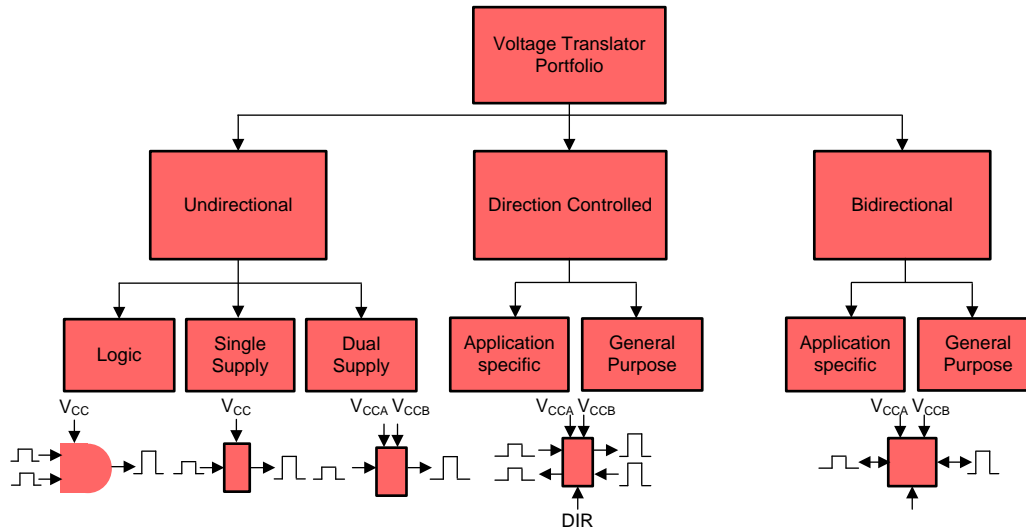 Voltage Translator
Portfolio
Undirectional
Direction Controlled
Bidirectional
Logic
Single
Supply
Dual
Supply
Application
specific
General
Purpose
Application
specific
General
Purpose
VCC
VCC
VCCA VCCB
VCCA VCCB
VCCA VCCB
DIR